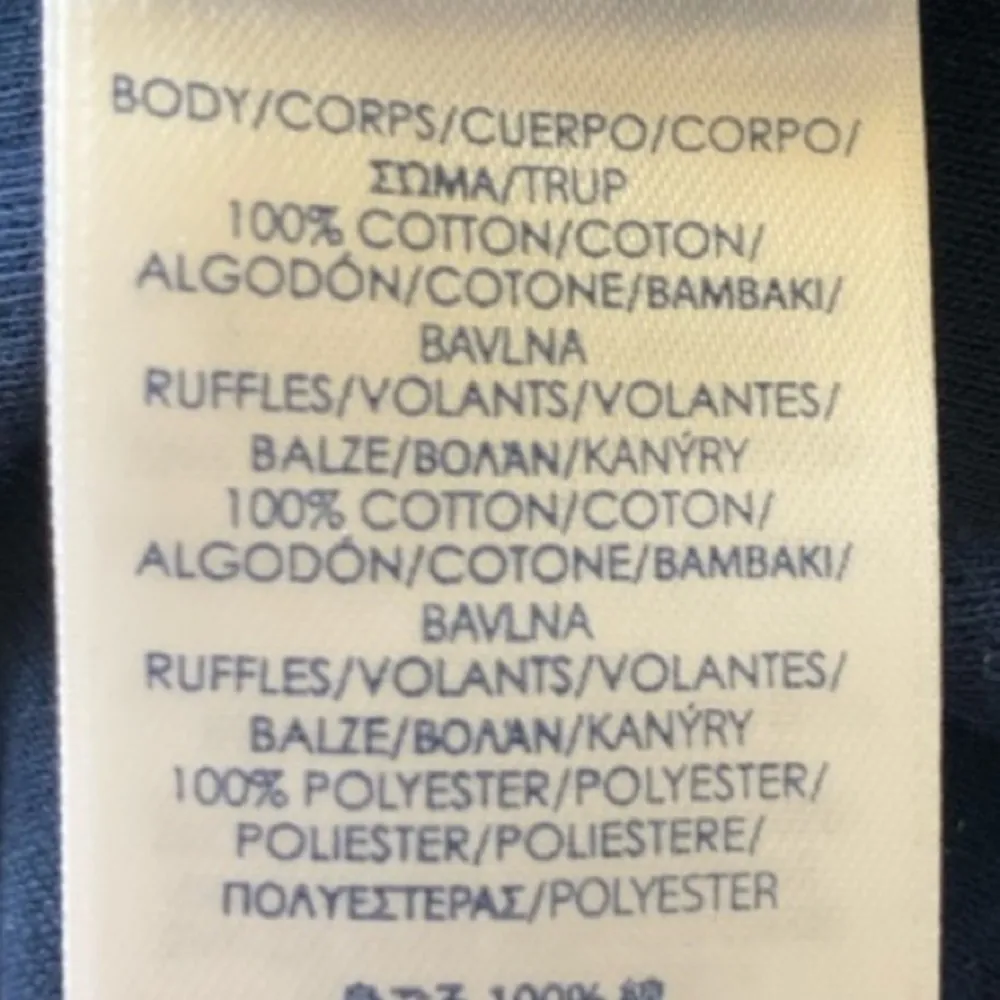 BODY/CORPS/CUERPO/CORPO/
ΣΩΜΑ/TRUP
100% COTTON/COTON/
ALGODÓN/COTONE/BAMBAKI/
BAVLNA
RUFFLES/VOLANTS/VOLANTES/
BALZE/ΒΟΛΆΝ/KANÝRY
100% COTTON/COTON/
ALGODÓN/COTONE/BAMBAKI/
BAVLNA
RUFFLES/VOLANTS/VOLANTES/
BALZE/ΒΟΛΆΝ/KANÝRY
100% POLYESTER/POLYESTER/
POLIESTER/POLIESTERE/
ΠΟΛΥΕΣΤΕΡΑΣ/POLYESTER
100% 綿